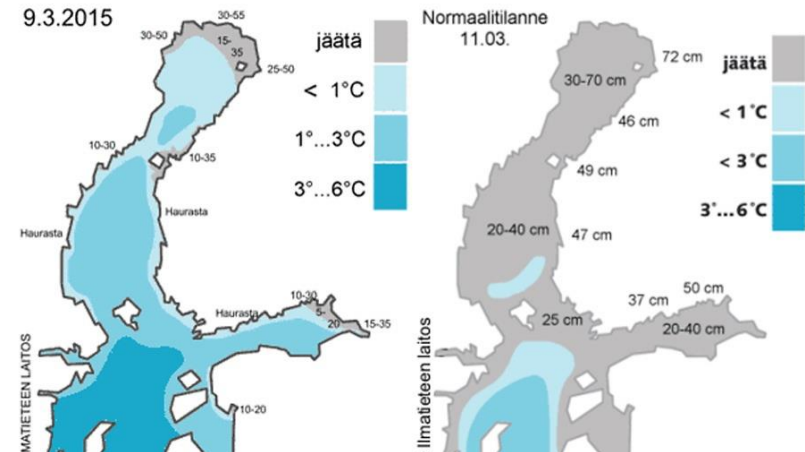 9.3.2015
30-55
30-50
15-
35
25-50
10-30
10-35
Haurasta
Haurasta
Haurasta
10-30
5-
20
15-35
10-20
MATIETEEN LAITOS
jäätä
< 1°C
1°...3°C
3°...6°C
Normaalitilanne
11.03.
72 cm
30-70 cm
46 cm
49 cm
20-40 cm
47 cm
25 cm
37 cm
50 cm
20-40 cm
Ilmatieteen laitos
jäätä
< 1°C
< 3°C
3°...6°C